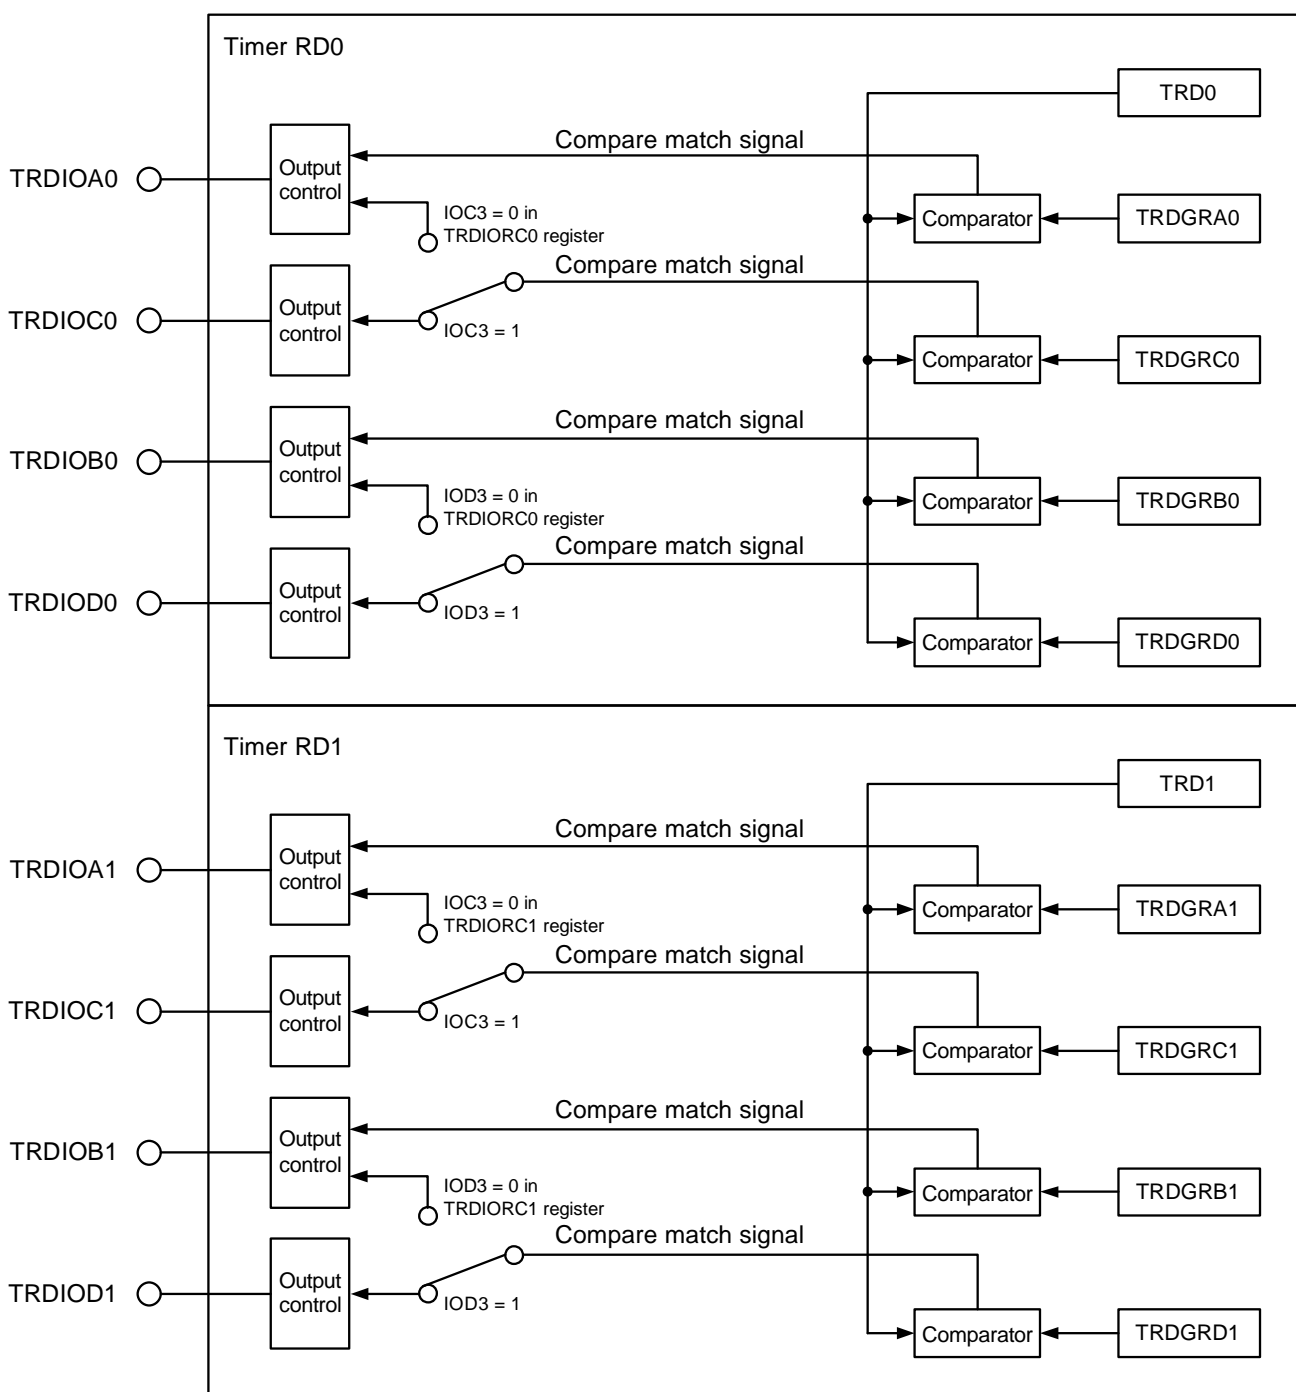 Timer RD0
TRD0
Compare match signal
TRDIOA0
Output
control
IOC3 = 0 in
TRDIORC0 register
Comparator
TRDGRA0
Compare match signal
TRDIOC0
Output
control
IOC3 = 1
Comparator
TRDGRC0
Compare match signal
TRDIOB0
Output
control
IOD3 = 0 in
TRDIORC0 register
Comparator
TRDGRB0
Compare match signal
TRDIOD0
Output
control
IOD3 = 1
Comparator
TRDGRD0
Timer RD1
TRD1
Compare match signal
TRDIOA1
Output
control
IOC3 = 0 in
TRDIORC1 register
Comparator
TRDGRA1
Compare match signal
TRDIOC1
Output
control
IOC3 = 1
Comparator
TRDGRC1
Compare match signal
TRDIOB1
Output
control
IOD3 = 0 in
TRDIORC1 register
Comparator
TRDGRB1
Compare match signal
TRDIOD1
Output
control
IOD3 = 1
Comparator
TRDGRD1